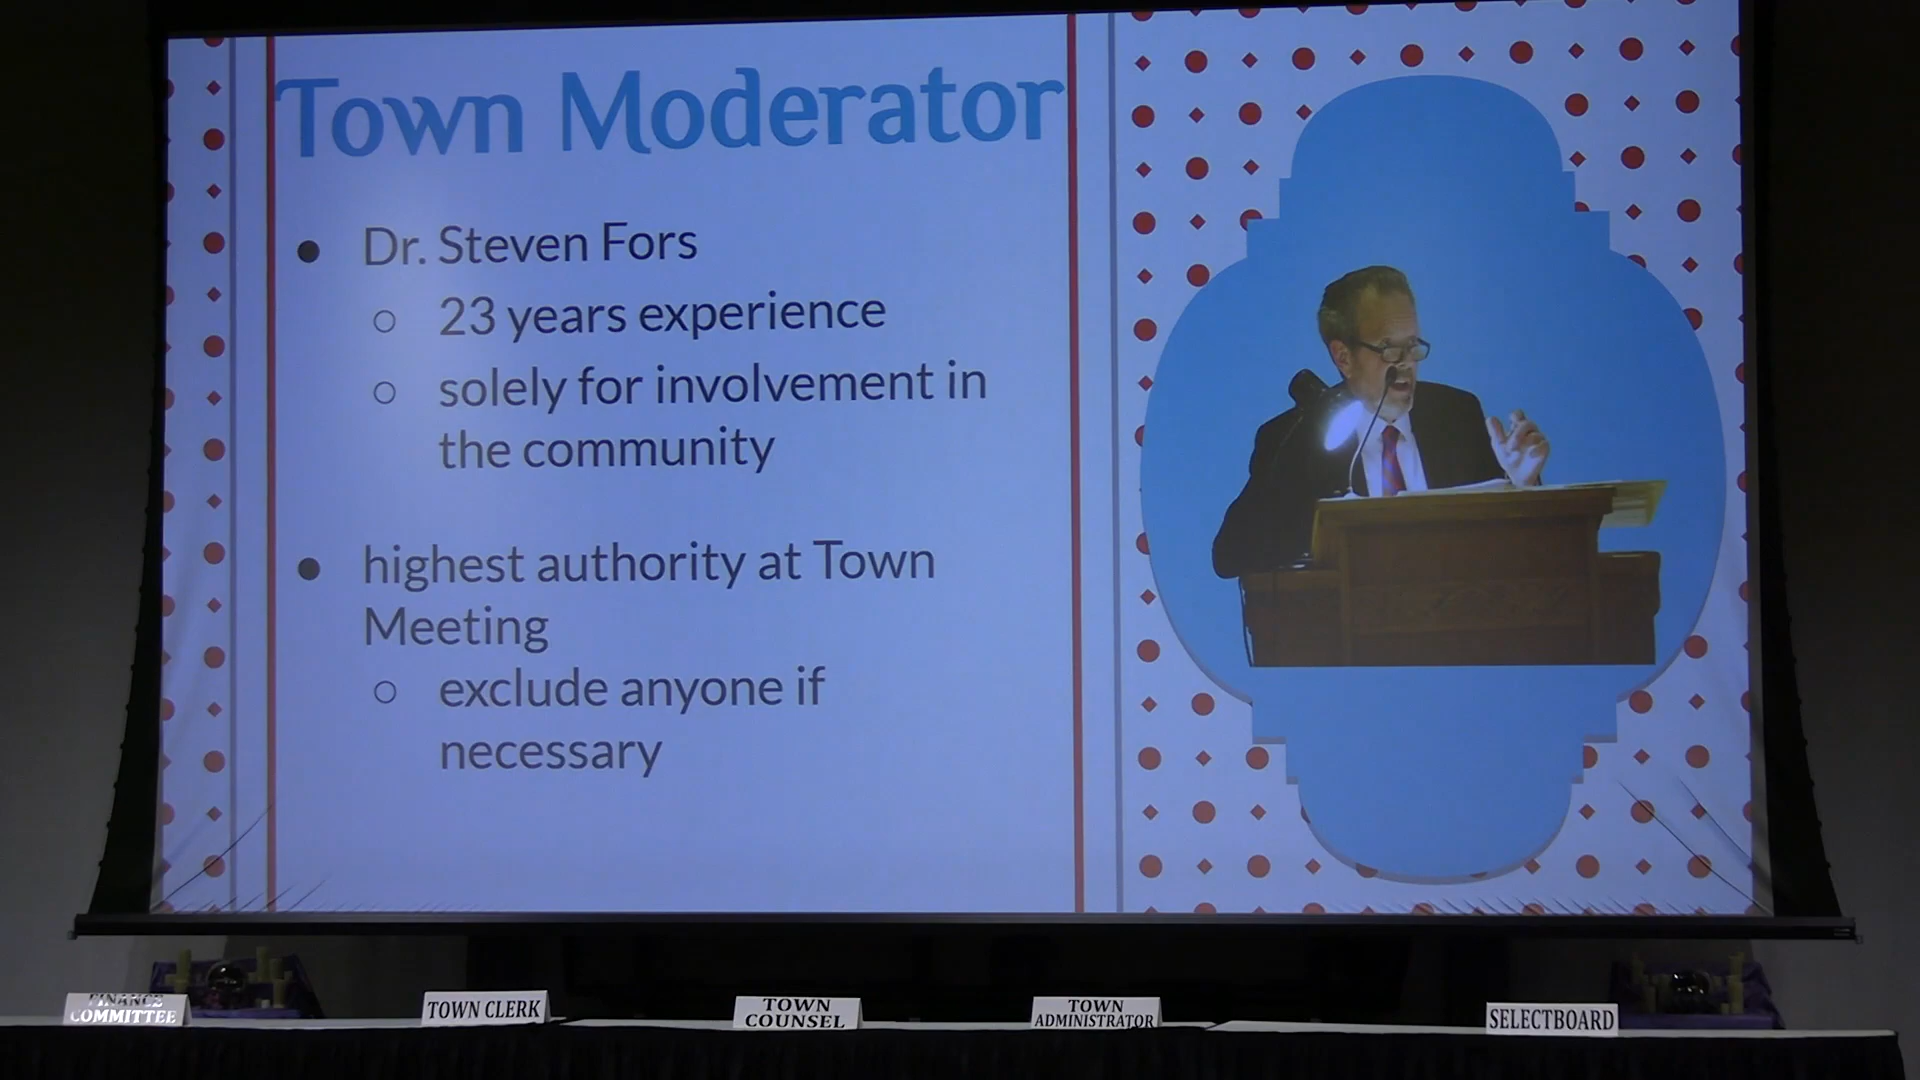 Town Moderator
Dr. Steven Fors
23 years experience
solely for involvement in
the community
highest authority at Town
Meeting
exclude anyone if
necessary
FINANCE
COMMITTEE
TOWN CLERK
TOWN
COUNSEL
TOWN
ADMINISTRATOR
SELECTBOARD